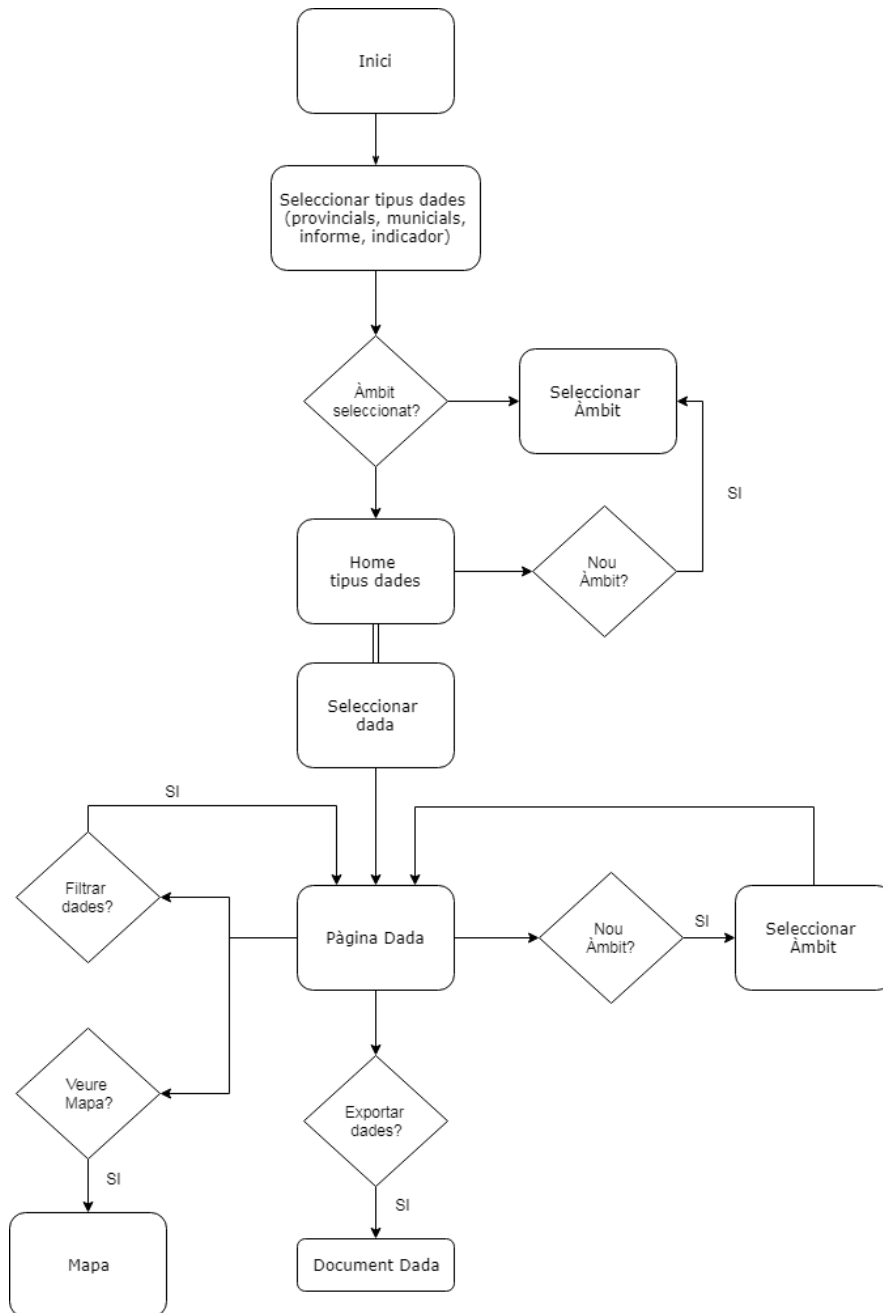 Inici
Seleccionar tipus dades
(provincials, municials,
informe, indicador)
Àmbit
seleccionat?
Seleccionar
Àmbit
SI
Home
tipus dades
Nou
Àmbit?
Seleccionar
dada
SI
Filtrar
dades?
Pàgina Dada
Nou
Àmbit?
SI
Seleccionar
Àmbit
Veure
Mapa?
Exportar
dades?
SI
SI
Mapa
Document Dada